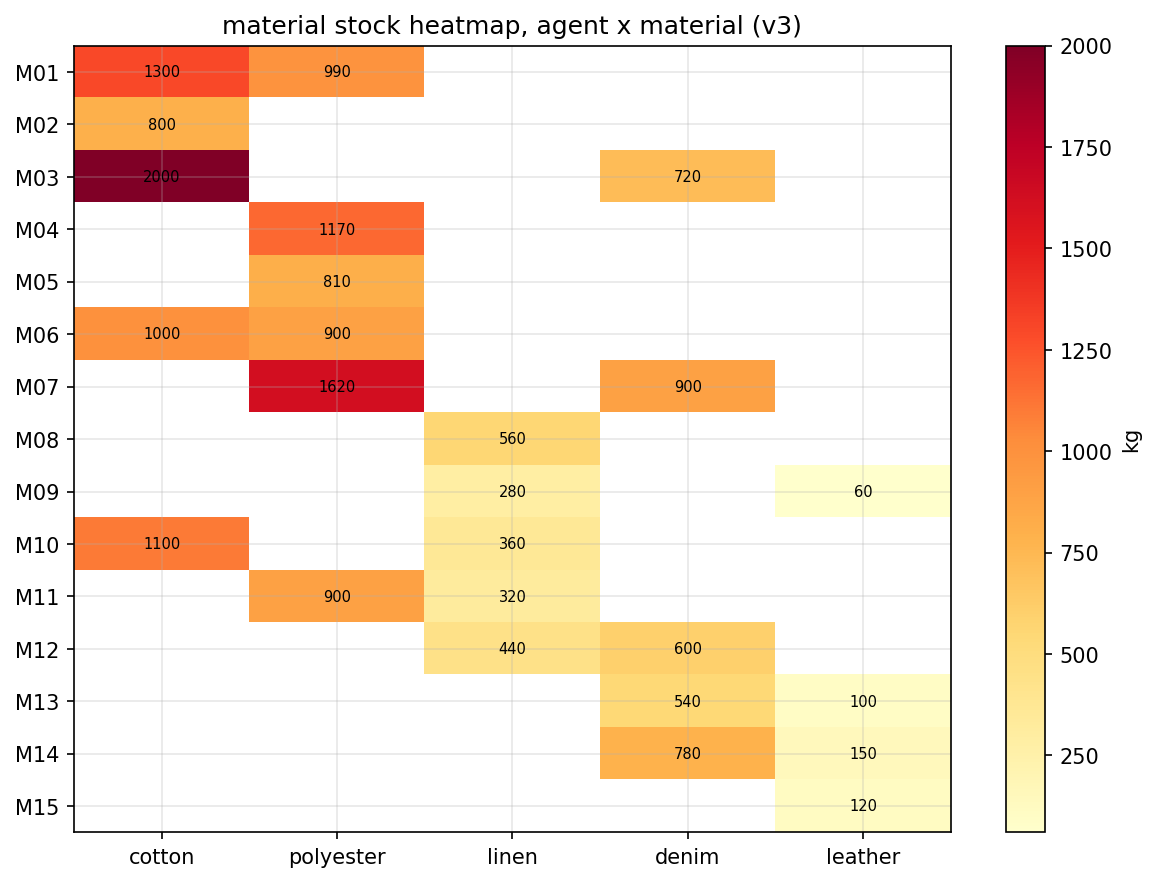 material stock heatmap, agent x material (v3)
M01 1300 990
M02 800
M03 2000 720
M04 1170
M05 810
M06 1000 900
M07 1620 900
M08 560
M09 280 60
M10 1100 360
M11 900 320
M12 440 600
M13 540 100
M14 780 150
M15 120
cotton polyester linen denim leather
2000
1750
1500
1250
1000
750
500
250
kg